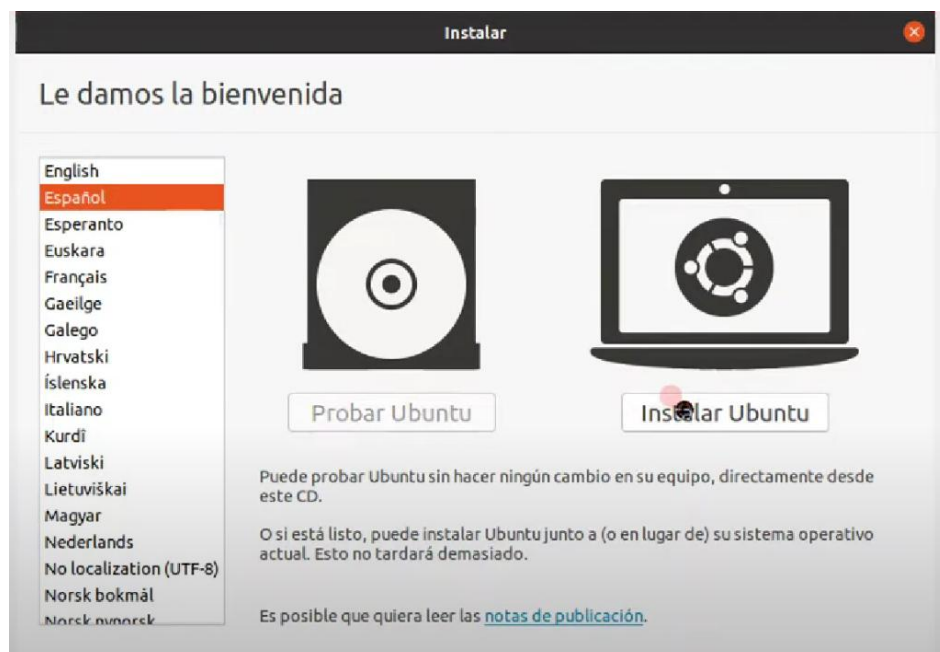 Instalar
Le damos la bienvenida
English
Español
Esperanto
Euskara
Français
Gaeilge
Galego
Hrvatski
Íslenska
Italiano
Kurdî
Latviski
Lietuviškai
Magyar
Nederlands
No localization (UTF-8)
Norsk bokmål
Norsk nynorsk
Probar Ubuntu
Instalar Ubuntu
Puede probar Ubuntu sin hacer ningún cambio en su equipo, directamente desde
este CD.
O si está listo, puede instalar Ubuntu junto a (o en lugar de) su sistema operativo
actual. Esto no tardará demasiado.
Es posible que quiera leer las notas de publicación.